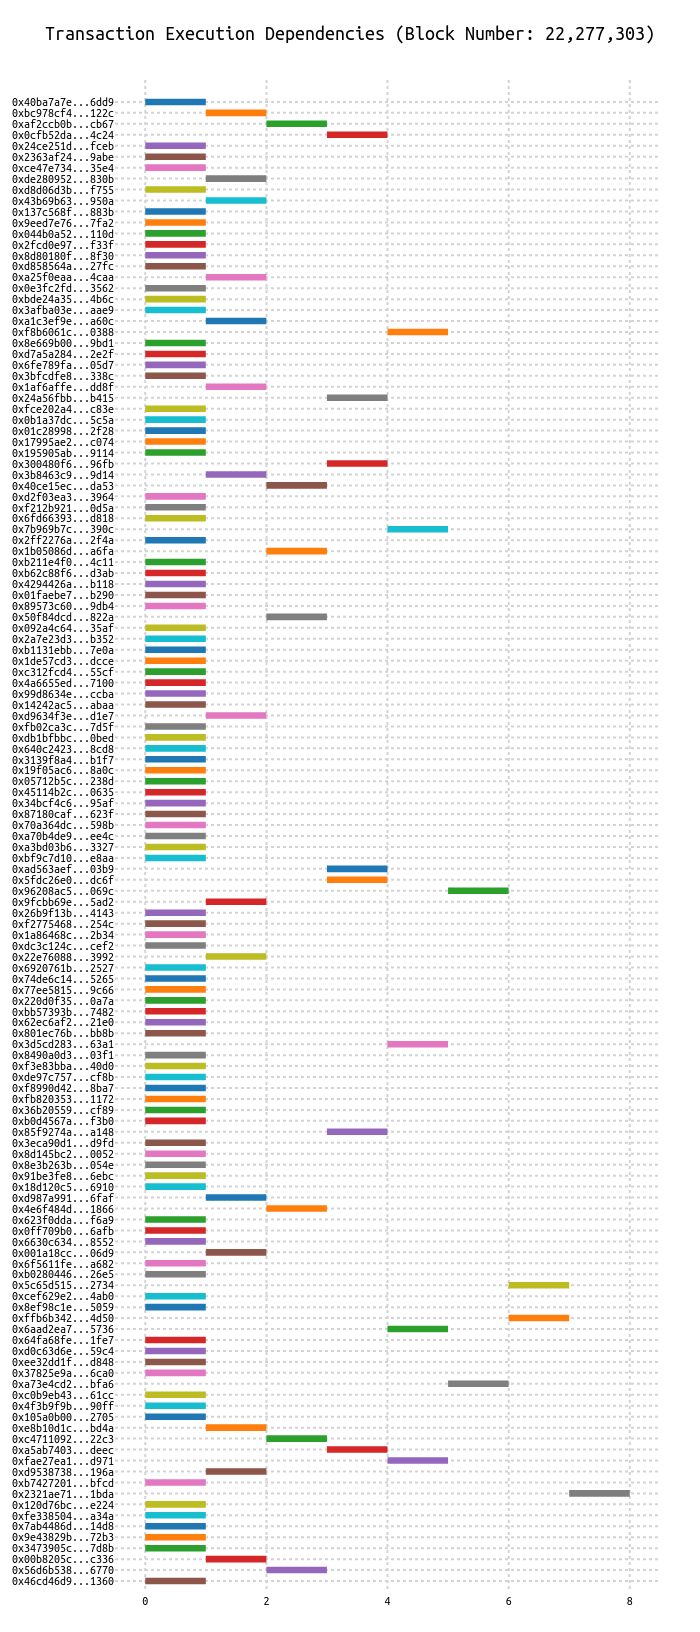 Transaction Execution Dependencies (Block Number: 22,277,303)
0x40ba7a7e...6dd9
0xbc978cf4...122c
0xaf2ccb0b...cb67
0x0cfb52da...4c24
0x24ce251d...fceb
0x2363af24...9abe
0xce47e734...35e4
0xde280952...830b
0xd8d06d3b...f755
0x43b69b63...950a
0x137c568f...883b
0x9eed7e76...7fa2
0x044b0a52...110d
0x2fcd0e97...f33f
0x8d80180f...8f30
0xd858564a...27fc
0xa25f0eaa...4caa
0x0e3fc2fd...3562
0xbde24a35...4b6c
0x3afba03e...aae9
0xa1c3ef9e...a60c
0xf8b6061c...0388
0x8e669b00...9bd1
0xd7a5a284...2e2f
0x6fe789fa...05d7
0x3bfcdfe8...338c
0x1af6affe...dd8f
0x24a56fbb...b415
0xfce202a4...c83e
0x0b1a37dc...5c5a
0x01c28998...2f28
0x17995ae2...c074
0x195905ab...9114
0x300480f6...96fb
0x3b8463c9...9d14
0x40ce15ec...da53
0xd2f03ea3...3964
0xf212b921...0d5a
0x6fd66393...d818
0x7b969b7c...390c
0x2ff2276a...2f4a
0x1b05086d...a6fa
0xb211e4f0...4c11
0xb62c88f6...d3ab
0x4294426a...b118
0x01faebe7...b290
0x89573c60...9db4
0x50f84dcd...822a
0x092a4c64...35af
0x2a7e23d3...b352
0xb1131ebb...7e0a
0x1de57cd3...dcce
0xc312fcd4...55cf
0x4a6655ed...7100
0x99d8634e...ccba
0x14242ac5...abaa
0xd9634f3e...d1e7
0xfb02ca3c...7d5f
0xdb1bfbbc...0bed
0x640c2423...8cd8
0x3139f8a4...b1f7
0x19f05ac6...8a0c
0x05712b5c...238d
0x45114b2c...0635
0x34bcf4c6...95af
0x87180caf...623f
0x70a364dc...598b
0xa70b4de9...ee4c
0xa3bd03b6...3327
0xbf9c7d10...e8aa
0xad563aef...03b9
0x5fdc26e0...dc6f
0x96208ac5...069c
0x9fcbb69e...5ad2
0x26b9f13b...4143
0xf2775468...254c
0x1a86468c...2b34
0xdc3c124c...cef2
0x22e76088...3992
0x6920761b...2527
0x74de6c14...5265
0x77ee5815...9c66
0x220d0f35...0a7a
0xbb57393b...7482
0x62ec6af2...21e0
0x801ec76b...bb8b
0x3d5cd283...63a1
0x8490a0d3...03f1
0xf3e83bba...40d0
0xde97c757...cf8b
0xf8990d42...8ba7
0xfb820353...1172
0x36b20559...cf89
0xb0d4567a...f3b0
0x85f9274a...a148
0x3eca90d1...d9fd
0x8d145bc2...0052
0x8e3b263b...054e
0x91be3fe8...6ebc
0x18d120c5...6910
0xd987a991...6faf
0x4e6f484d...1866
0x623f0dda...f6a9
0x0ff709b0...6afb
0x6630c634...8552
0x001a18cc...06d9
0x6f5611fe...a682
0xb0280446...26e5
0x5c65d515...2734
0xcef629e2...4ab0
0x8ef98c1e...5059
0xffb6b342...4d50
0x6aad2ea7...5736
0x64fa68fe...1fe7
0xd0c63d6e...59c4
0xee32dd1f...d848
0x37825e9a...6ca0
0xa73e4cd2...bfa6
0xc0b9eb43...61cc
0x4f3b9f9b...90ff
0x105a0b00...2705
0xe8b10d1c...bd4a
0xc4711092...22c3
0xa5ab7403...deec
0xfae27ea1...d971
0xd9538738...196a
0xb7427201...bfcd
0x2321ae71...1bda
0x120d76bc...e224
0xfe338504...a34a
0x7ab4486d...14d8
0x9e43829b...72b3
0x3473905c...7d8b
0x00b8205c...c336
0x56d6b538...6770
0x46cd46d9...1360
0 2 4 6 8